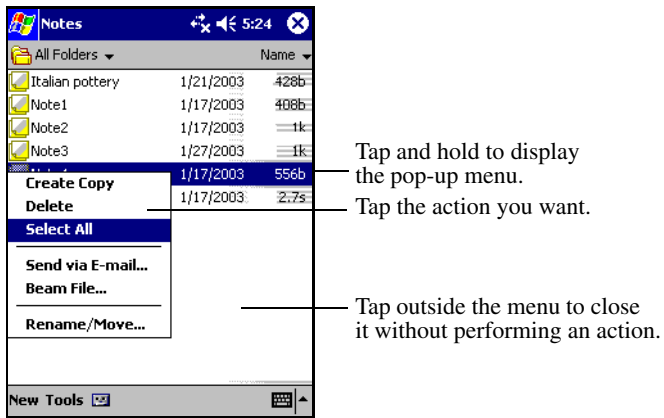 Notes 5:24
All Folders Name
Italian pottery 1/21/2003 428b
Note1 1/17/2003 408b
Note2 1/17/2003 1k
Note3 1/27/2003 1k
1/17/2003 556b
1/17/2003 2.7s
Create Copy
Delete
Select All
Send via E-mail...
Beam File...
Rename/Move...
New Tools
Tap and hold to display
the pop-up menu.
Tap the action you want.
Tap outside the menu to close
it without performing an action.